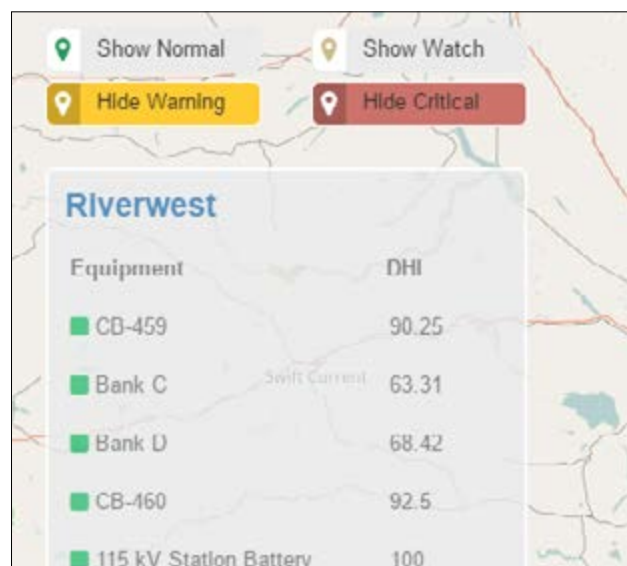 Show Normal Show Watch
Hide Warning Hide Critical
Riverwest
Equipment DHI
CB-459 90.25
Bank C 63.31
Swift Current
Bank D 68.42
CB-460 92.5
115 kV Station Battery 100